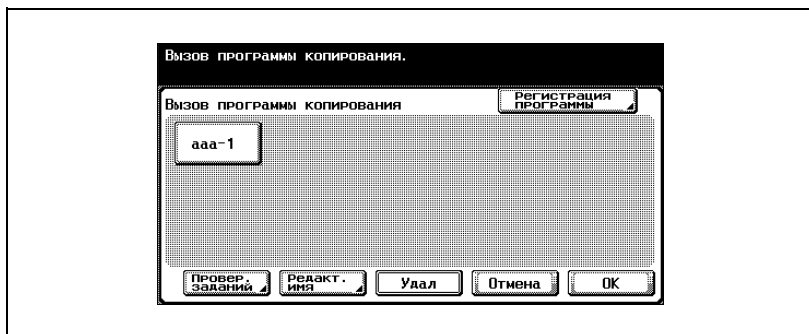 Вызов программы копирования.
Вызов программы копирования
Регистрация
программы
aaa-1
Провер.
заданий
Редакт.
имя
Удал
Отмена
OK